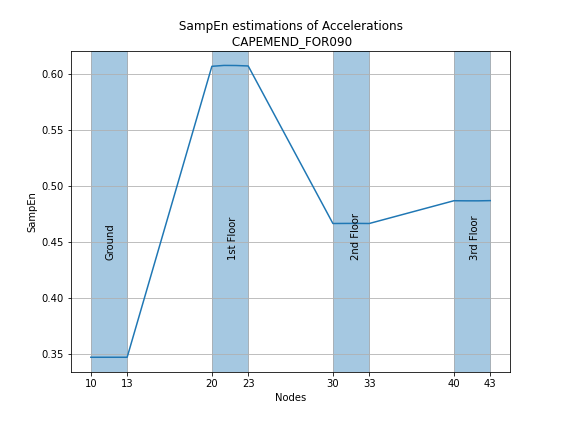 SampEn estimations of Accelerations
CAPEMEND_FOR090
0.60
0.55
0.50
0.45
0.40
0.35
SampEn
Ground
1st Floor
2nd Floor
3rd Floor
10 13 20 23 30 33 40 43
Nodes